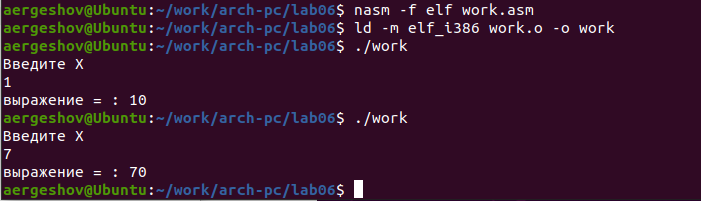 aergeshov@Ubuntu:~/work/arch-pc/lab06$ nasm -f elf work.asm
aergeshov@Ubuntu:~/work/arch-pc/lab06$ ld -m elf_i386 work.o -o work
aergeshov@Ubuntu:~/work/arch-pc/lab06$ ./work
Введите X
1
выражение = : 10
aergeshov@Ubuntu:~/work/arch-pc/lab06$ ./work
Введите X
7
выражение = : 70
aergeshov@Ubuntu:~/work/arch-pc/lab06$